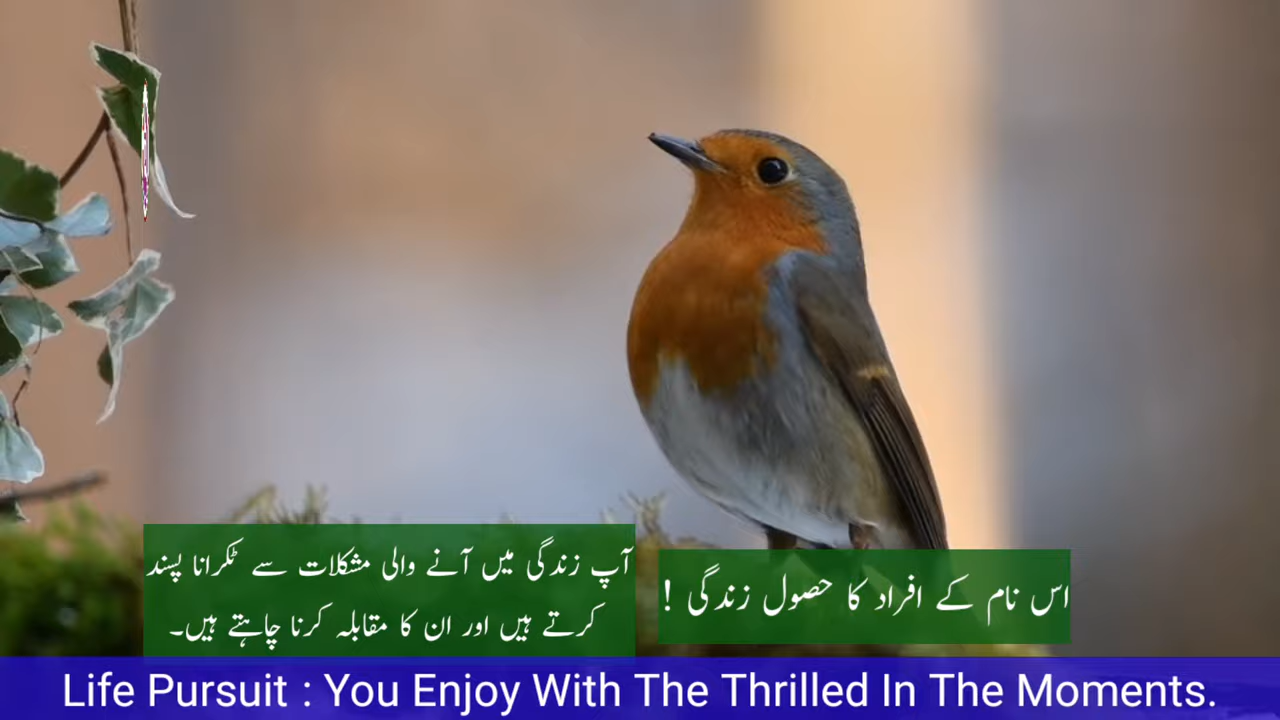 اس نام کے افراد کا حصول زندگی !
آپ زندگی میں آنے والی مشکلات سے ٹکرانا پسند
کرتے ہیں اور ان کا مقابلہ کرنا چاہتے ہیں۔
Life Pursuit : You Enjoy With The Thrilled In The Moments.